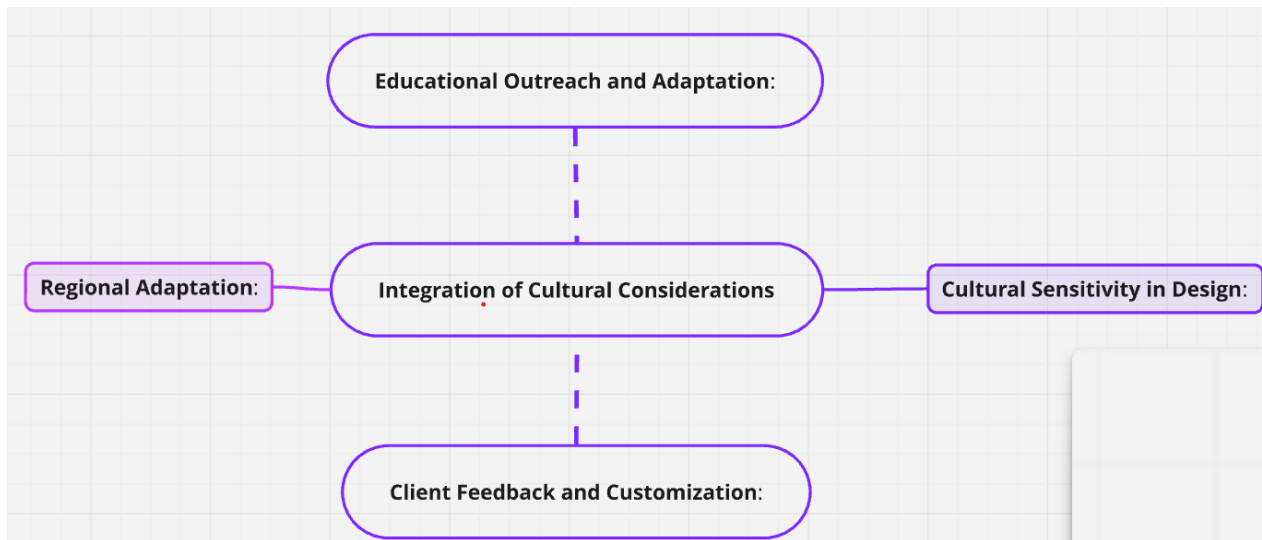 Educational Outreach and Adaptation:
Regional Adaptation:
Integration of Cultural Considerations
Cultural Sensitivity in Design:
Client Feedback and Customization: